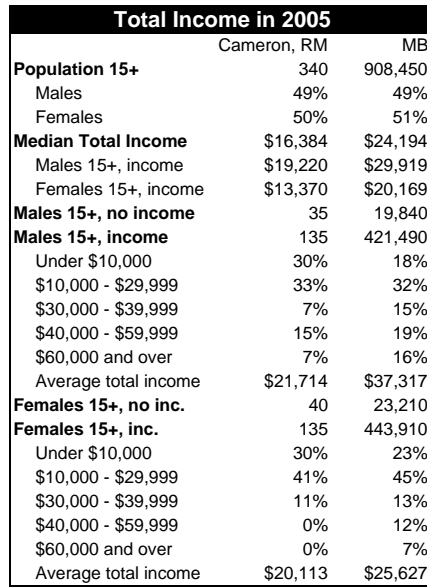 Total Income in 2005
Cameron, RM MB
Population 15+ 340 908,450
Males 49% 49%
Females 50% 51%
Median Total Income $16,384 $24,194
Males 15+, income $19,220 $29,919
Females 15+, income $13,370 $20,169
Males 15+, no income 35 19,840
Males 15+, income 135 421,490
Under $10,000 30% 18%
$10,000 - $29,999 33% 32%
$30,000 - $39,999 7% 15%
$40,000 - $59,999 15% 19%
$60,000 and over 7% 16%
Average total income $21,714 $37,317
Females 15+, no inc. 40 23,210
Females 15+, inc. 135 443,910
Under $10,000 30% 23%
$10,000 - $29,999 41% 45%
$30,000 - $39,999 11% 13%
$40,000 - $59,999 0% 12%
$60,000 and over 0% 7%
Average total income $20,113 $25,627